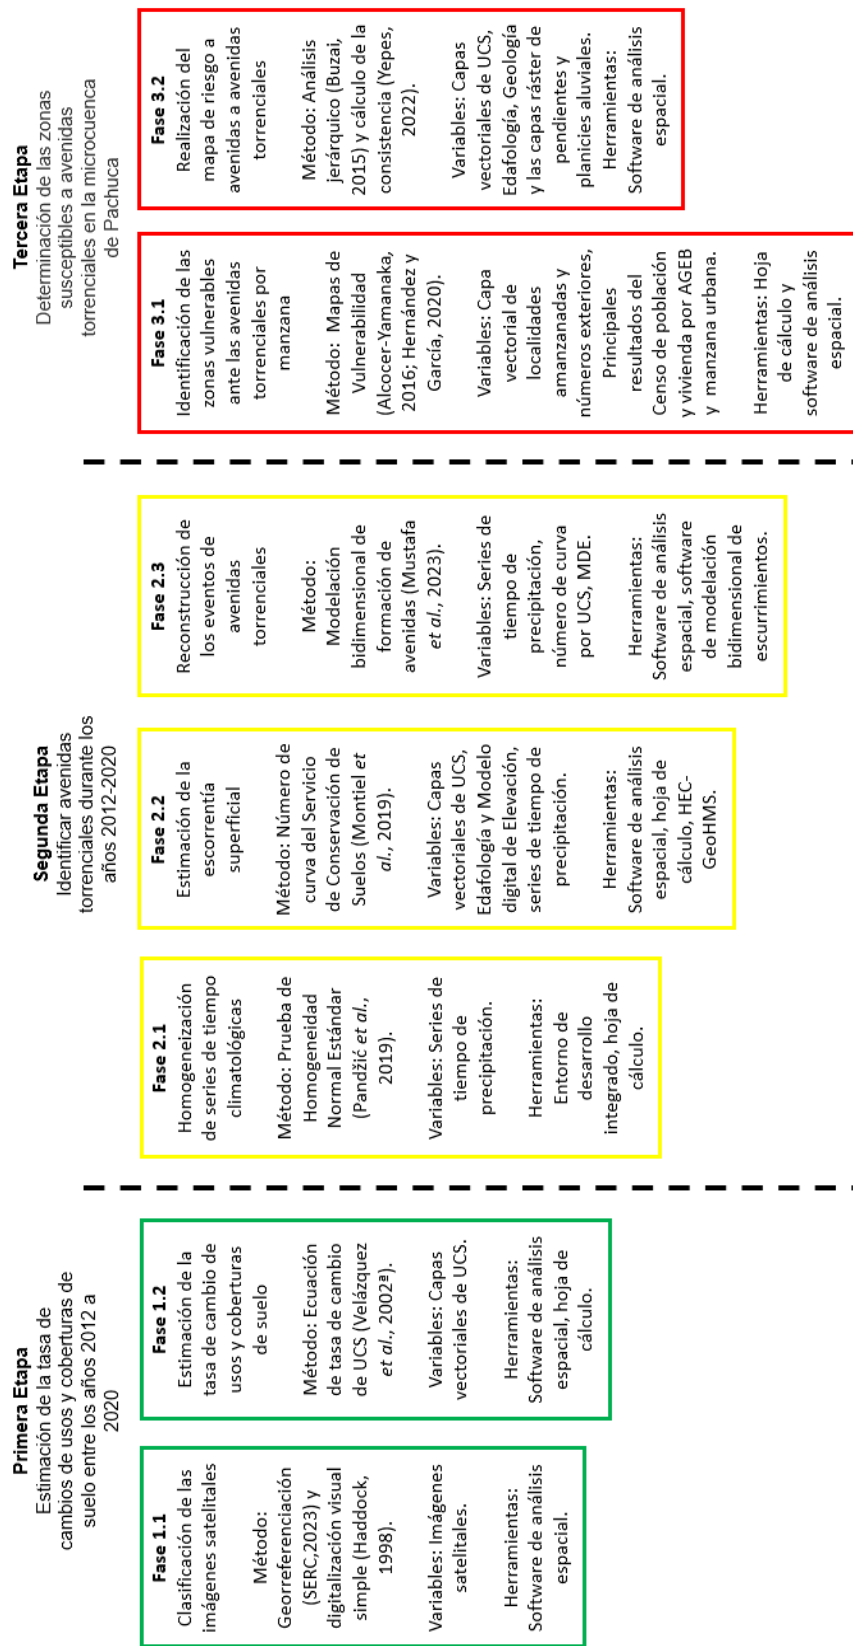 Primera Etapa
Estimación de la tasa de
cambios de usos y coberturas de
suelo entre los años 2012 a
2020
Fase 1.1
Clasificación de las
imágenes satelitales
Método:
Georreferenciación
(SERC,2023) y
digitalización visual
simple (Haddock,
1998).
Variables: Imágenes
satelitales.
Herramientas:
Software de análisis
espacial.
Fase 1.2
Estimación de la
tasa de cambio de
usos y coberturas
de suelo
Método: Ecuación
de tasa de cambio
de UCS (Velázquez
et al., 2002ª).
Variables: Capas
vectoriales de UCS.
Herramientas:
Software de análisis
espacial, hoja de
cálculo.
Segunda Etapa
Identificar avenidas
torrenciales durante los
años 2012-2020
Fase 2.1
Homogeneización
de series de tiempo
climatológicas
Método: Prueba de
Homogeneidad
Normal Estándar
(Pandžić et al.,
2019).
Variables: Series de
tiempo de
precipitación.
Herramientas:
Entorno de
desarrollo
integrado, hoja de
cálculo.
Fase 2.2
Estimación de la
escorrentía
superficial
Método: Número de
curva del Servicio
de Conservación de
Suelos (Montiel et
al., 2019).
Variables: Capas
vectoriales de UCS,
Edafología y Modelo
digital de Elevación,
series de tiempo de
precipitación.
Herramientas:
Software de análisis
espacial, hoja de
cálculo, HEC-
GeoHMS.
Fase 2.3
Reconstrucción de
los eventos de
avenidas
torrenciales
Método:
Modelación
bidimensional de
formación de
avenidas (Mustafa
et al., 2023).
Variables: Series de
tiempo de
precipitación,
número de curva
por UCS, MDE.
Herramientas:
Software de análisis
espacial, software
de modelación
bidimensional de
escurrimientos.
Tercera Etapa
Determinación de las zonas
susceptibles a avenidas
torrenciales en la microcuenca
de Pachuca
Fase 3.1
Identificación de las
zonas vulnerables
ante las avenidas
torrenciales por
manzana
Método: Mapas de
Vulnerabilidad
(Alcocer-Yamanaka,
2016; Hernández y
García, 2020).
Variables: Capa
vectorial de
localidades
amanzanadas y
números exteriores,
Principales
resultados del
Censo de población
y vivienda por AGEB
y manzana urbana.
Herramientas: Hoja
de cálculo y
software de análisis
espacial.
Fase 3.2
Realización del
mapa de riesgo a
avenidas a avenidas
torrenciales
Método: Análisis
jerárquico (Buzai,
2015) y cálculo de la
consistencia (Yepes,
2022).
Variables: Capas
vectoriales de UCS,
Edafología, Geología
y las capas ráster de
pendientes y
planicies aluviales.
Herramientas:
Software de análisis
espacial.